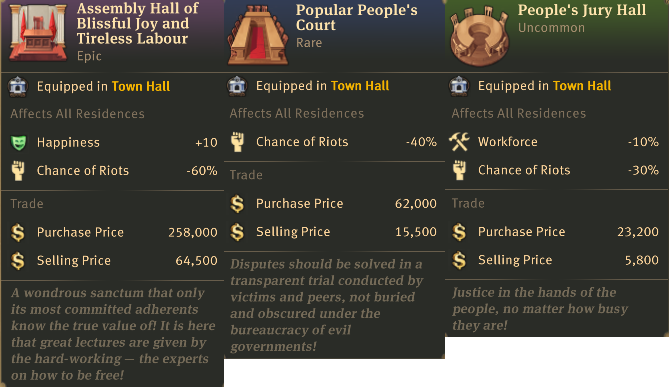 Assembly Hall of
Blissful Joy and
Tireless Labour
Epic
Equipped in Town Hall
Affects All Residences
Happiness +10
Chance of Riots -60%
Trade
Purchase Price 258,000
Selling Price 64,500
A wondrous sanctum that only
its most committed adherents
know the true value of! It is here
that great lectures are given by
the hard-working — the experts
on how to be free!
Popular People's
Court
Rare
Equipped in Town Hall
Affects All Residences
Chance of Riots -40%
Trade
Purchase Price 62,000
Selling Price 15,500
Disputes should be solved in a
transparent trial conducted by
victims and peers, not buried
and obscured under the
bureaucracy of evil
governments!
People's Jury Hall
Uncommon
Equipped in Town Hall
Affects All Residences
Workforce -10%
Chance of Riots -30%
Trade
Purchase Price 23,200
Selling Price 5,800
Justice in the hands of the
people, no matter how busy
they are!